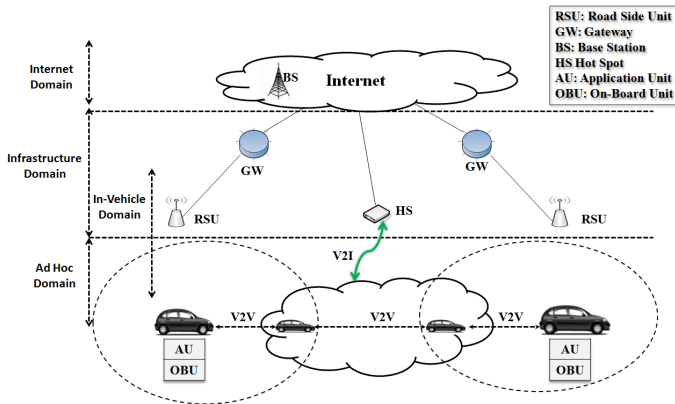 RSU: Road Side Unit
GW: Gateway
BS: Base Station
HS Hot Spot
AU: Application Unit
OBU: On-Board Unit
Internet
Domain
BS
Internet
Infrastructure
Domain
GW
GW
In-Vehicle
Domain
RSU
HS
RSU
V2I
Ad Hoc
Domain
V2V
V2V
V2V
AU
OBU
AU
OBU